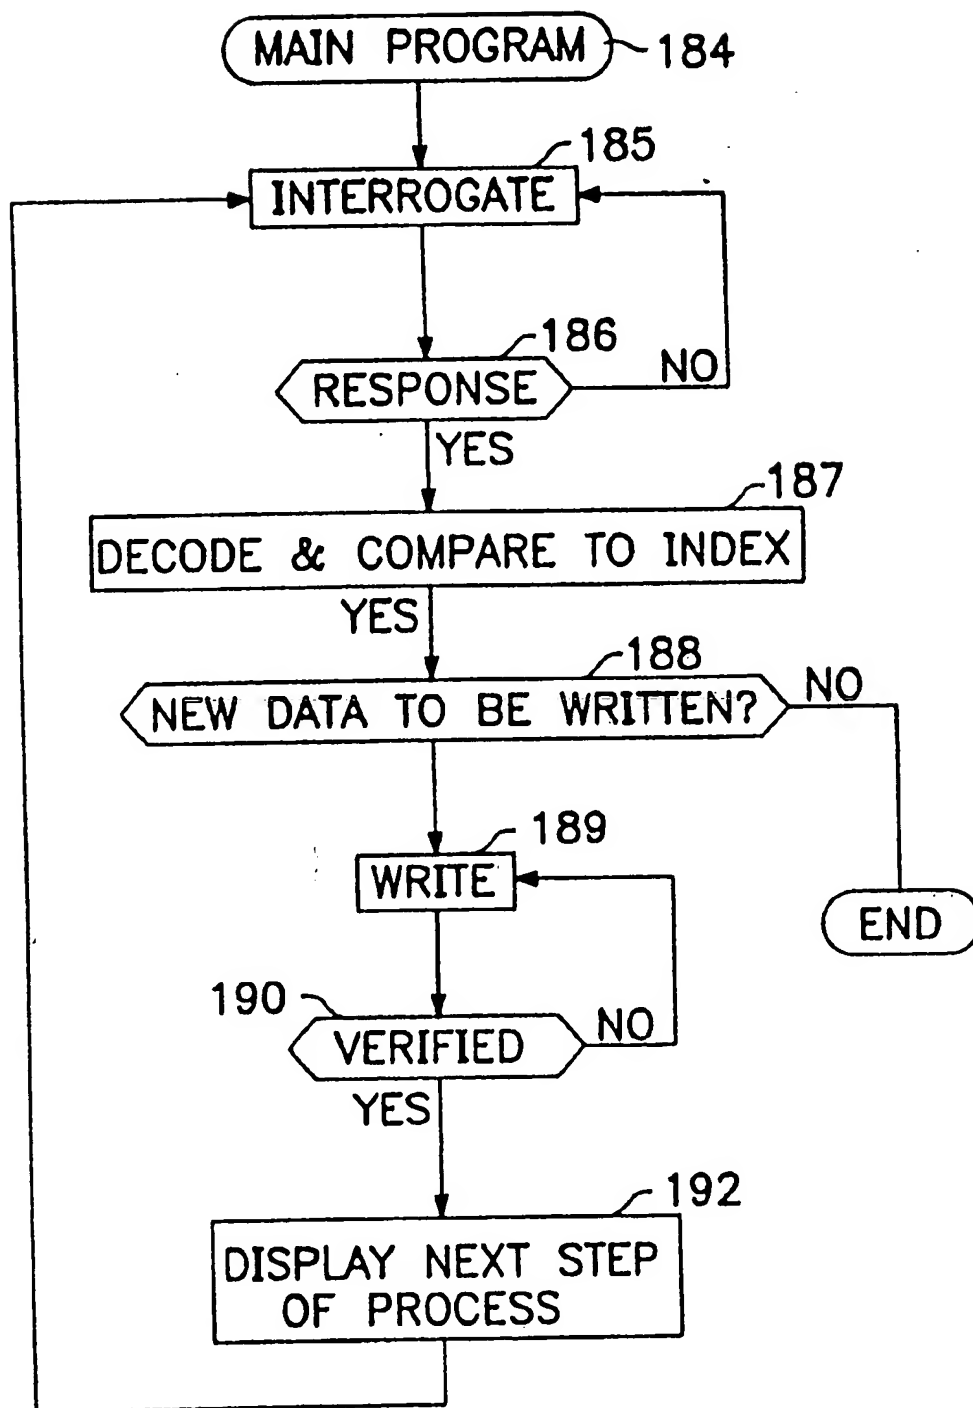 MAIN PROGRAM
184
185
INTERROGATE
186
RESPONSE
NO
YES
187
DECODE & COMPARE TO INDEX
YES
188
NEW DATA TO BE WRITTEN?
NO
189
WRITE
END
190
VERIFIED
NO
YES
192
DISPLAY NEXT STEP
OF PROCESS